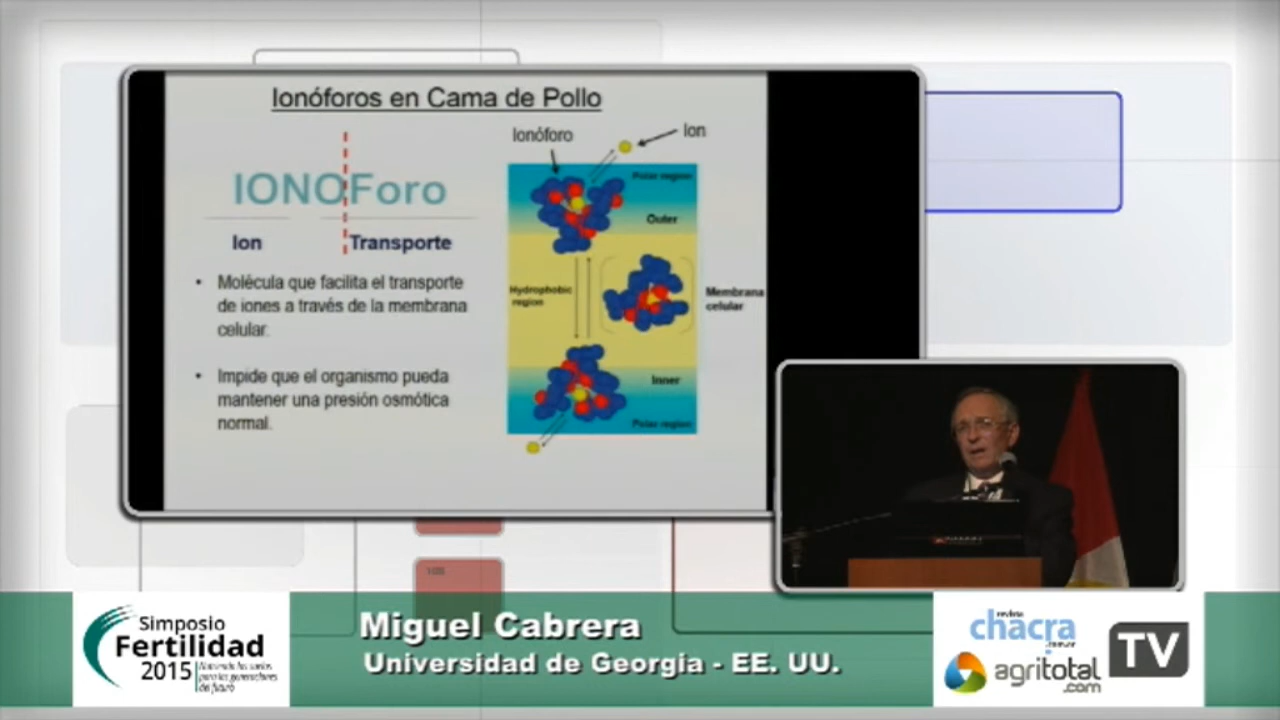 Ionóforos en Cama de Pollo
IONOForo
Ion
Transporte
• Molécula que facilita el transporte
de iones a través de la membrana
celular.
• Impide que el organismo pueda
mantener una presión osmótica
normal.
Ionóforo
Ion
Polar region
Outer
Hydrophobic
region
Membrana
celular
Inner
Polar region
Simposio
Fertilidad
2015
Miguel Cabrera
Universidad de Georgia - EE. UU.
revista
chacra
.com.ar
agritotal
.com
TV